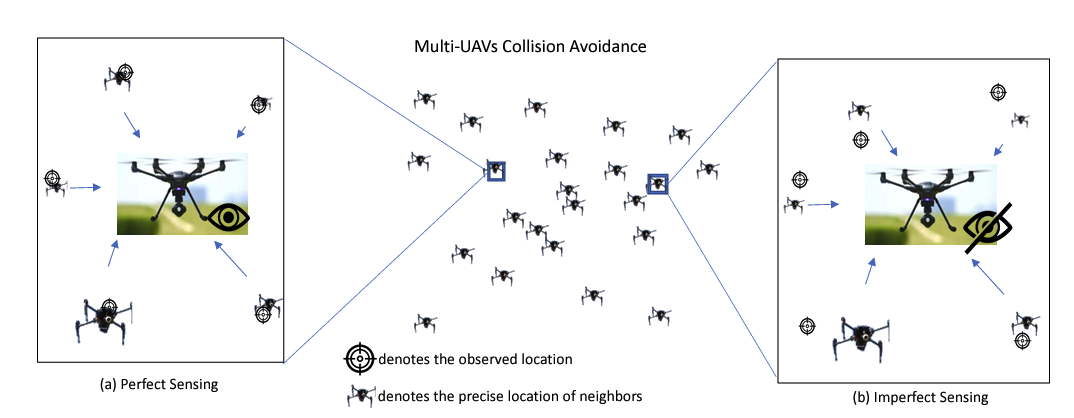 Multi-UAVs Collision Avoidance
denotes the observed location
denotes the precise location of neighbors
(a) Perfect Sensing
(b) Imperfect Sensing